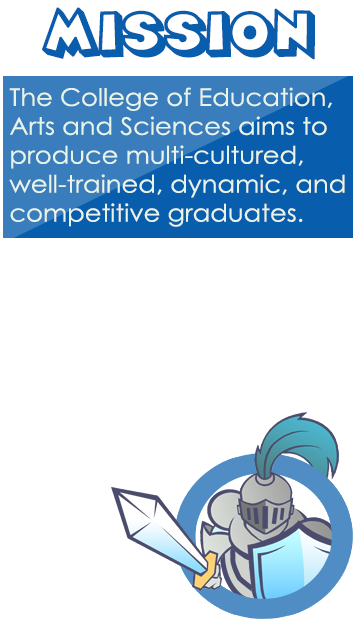 MISSION
The College of Education,
Arts and Sciences aims to
produce multi-cultured,
well-trained, dynamic, and
competitive graduates.